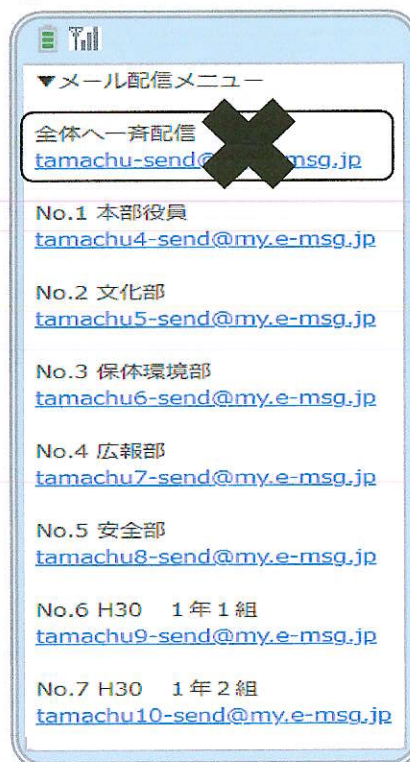 ▼メール配信メニュー
全体へ一斉配信
tamachu-send@ msg.jp
No.1 本部役員
tamachu4-send@my.e-msg.jp
No.2 文化部
tamachu5-send@my.e-msg.jp
No.3 保体環境部
tamachu6-send@my.e-msg.jp
No.4 広報部
tamachu7-send@my.e-msg.jp
No.5 安全部
tamachu8-send@my.e-msg.jp
No.6 H30　1年1組
tamachu9-send@my.e-msg.jp
No.7 H30　1年2組
tamachu10-send@my.e-msg.jp